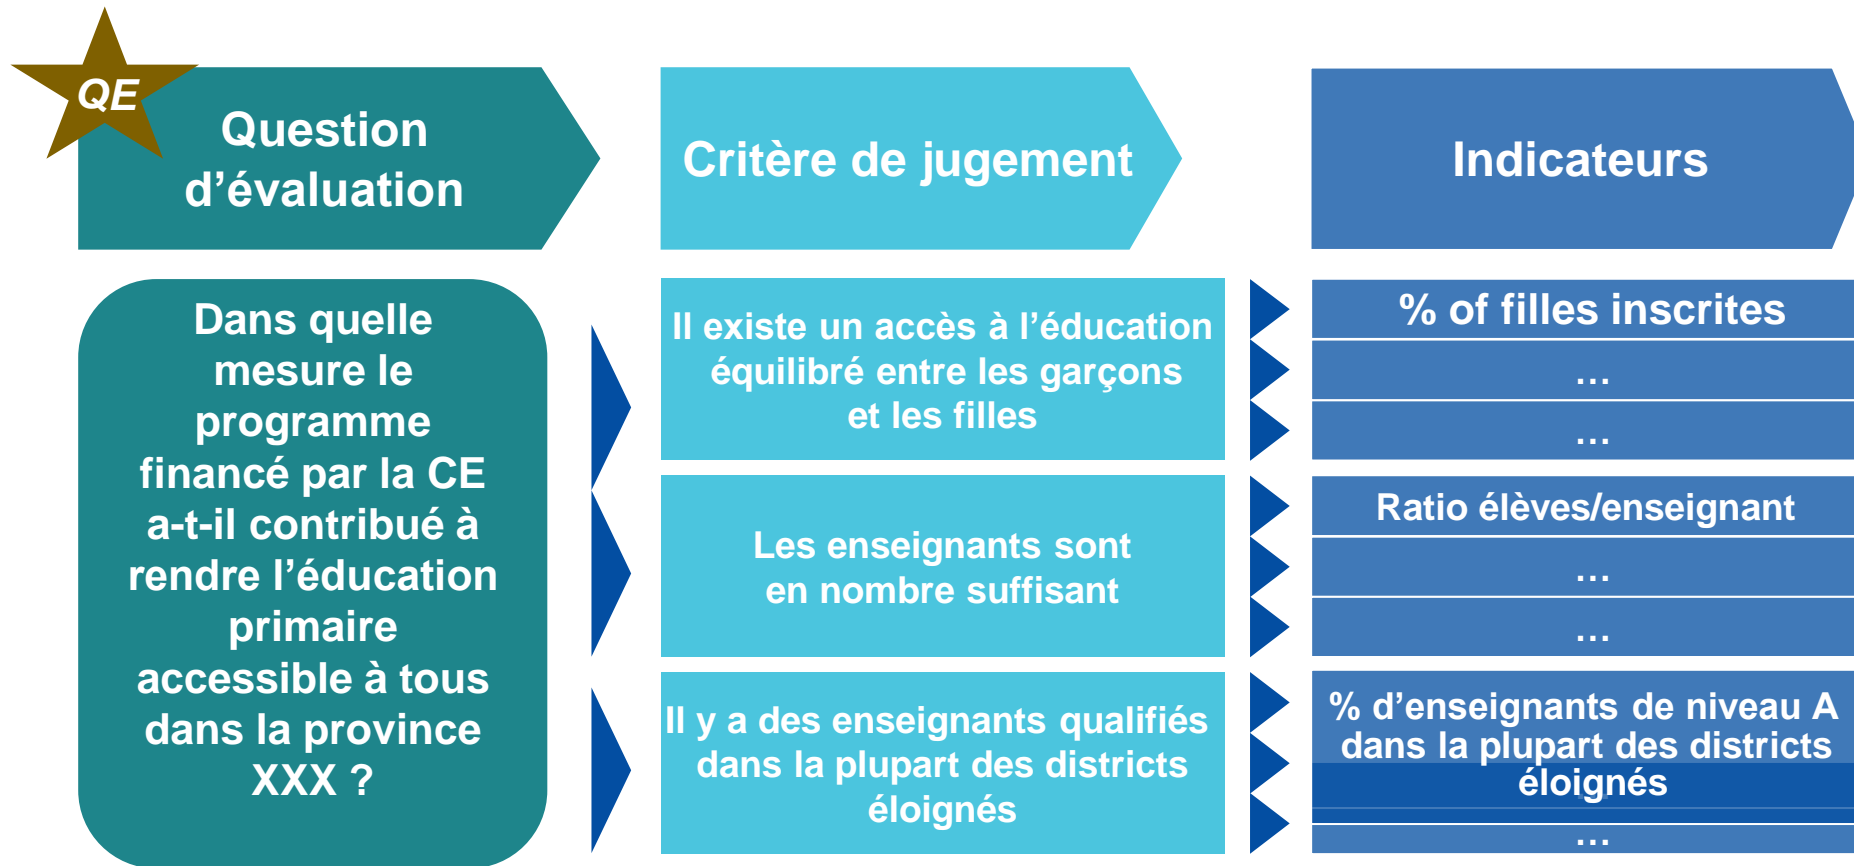 QE
Question
d’évaluation
Critère de jugement
Indicateurs
Dans quelle
mesure le
programme
financé par la CE
a-t-il contribué à
rendre l’éducation
primaire
accessible à tous
dans la province
XXX ?
Il existe un accès à l’éducation
équilibré entre les garçons
et les filles
% of filles inscrites
…
…
Les enseignants sont
en nombre suffisant
Ratio élèves/enseignant
…
…
Il y a des enseignants qualifiés
dans la plupart des districts
éloignés
% d’enseignants de niveau A
dans la plupart des districts
éloignés
…
…